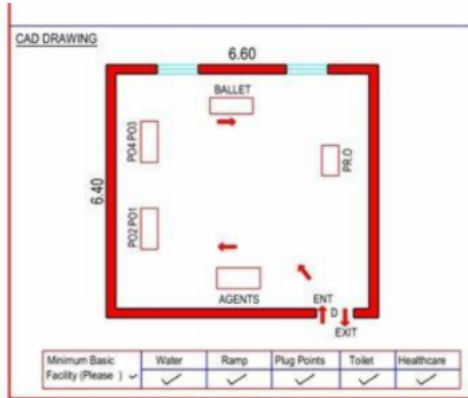 CAD DRAWING
6.60
BALLET
PO4 PO3
PR.O
6.40
PO2 PO1
AGENTS
ENT
D
EXIT
Minimum Basic Facility (Please ) ✓
Water
Ramp
Plug Points
Toilet
Healthcare
✓ ✓ ✓ ✓ ✓